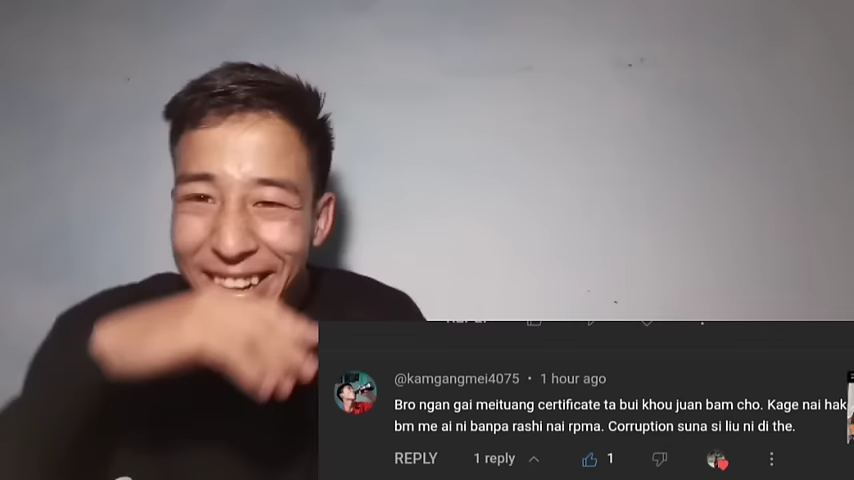 @kamgangmei4075 • 1 hour ago
Bro ngan gai meituang certificate ta bui khou juan bam cho. Kage nai hak
bm me ai ni banpa rashi nai rpma. Corruption suna si liu ni di the.
REPLY 1 reply 1